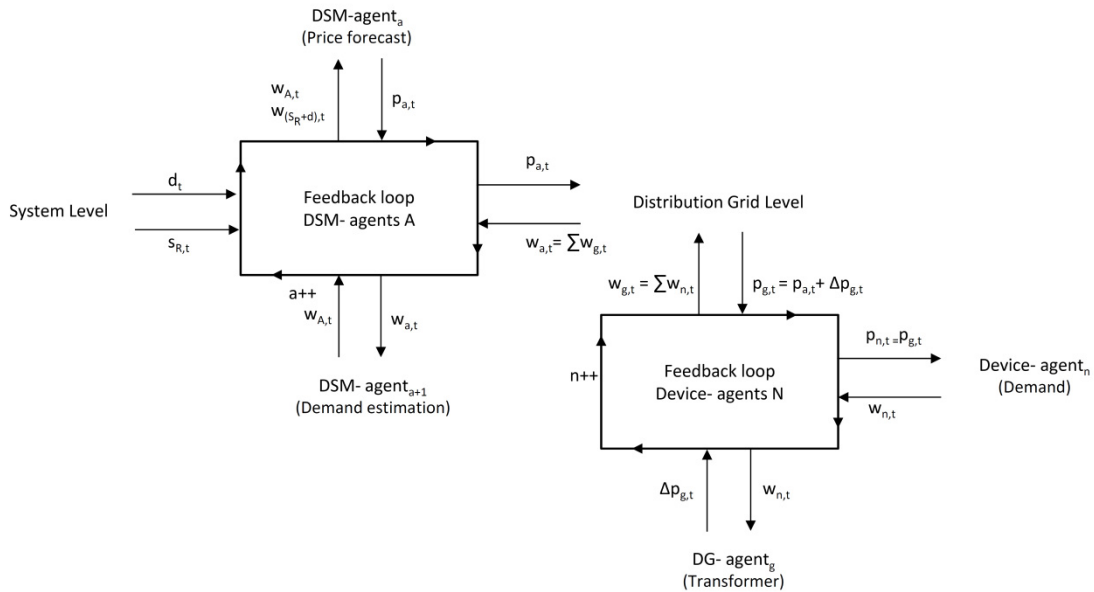 DSM-agentₐ
(Price forecast)
w_A,t
w_(S_R+d),t
p_a,t
System Level
d_t
s_R,t
Feedback loop
DSM- agents A
p_a,t
w_a,t= ∑w_g,t
a++
w_A,t
w_a,t
DSM- agent_a+1
(Demand estimation)
Distribution Grid Level
w_g,t = ∑w_n,t
p_g,t = p_a,t+ Δp_g,t
n++
Feedback loop
Device- agents N
p_n,t =p_g,t
w_n,t
Device- agent_n
(Demand)
Δp_g,t
w_n,t
DG- agent_g
(Transformer)